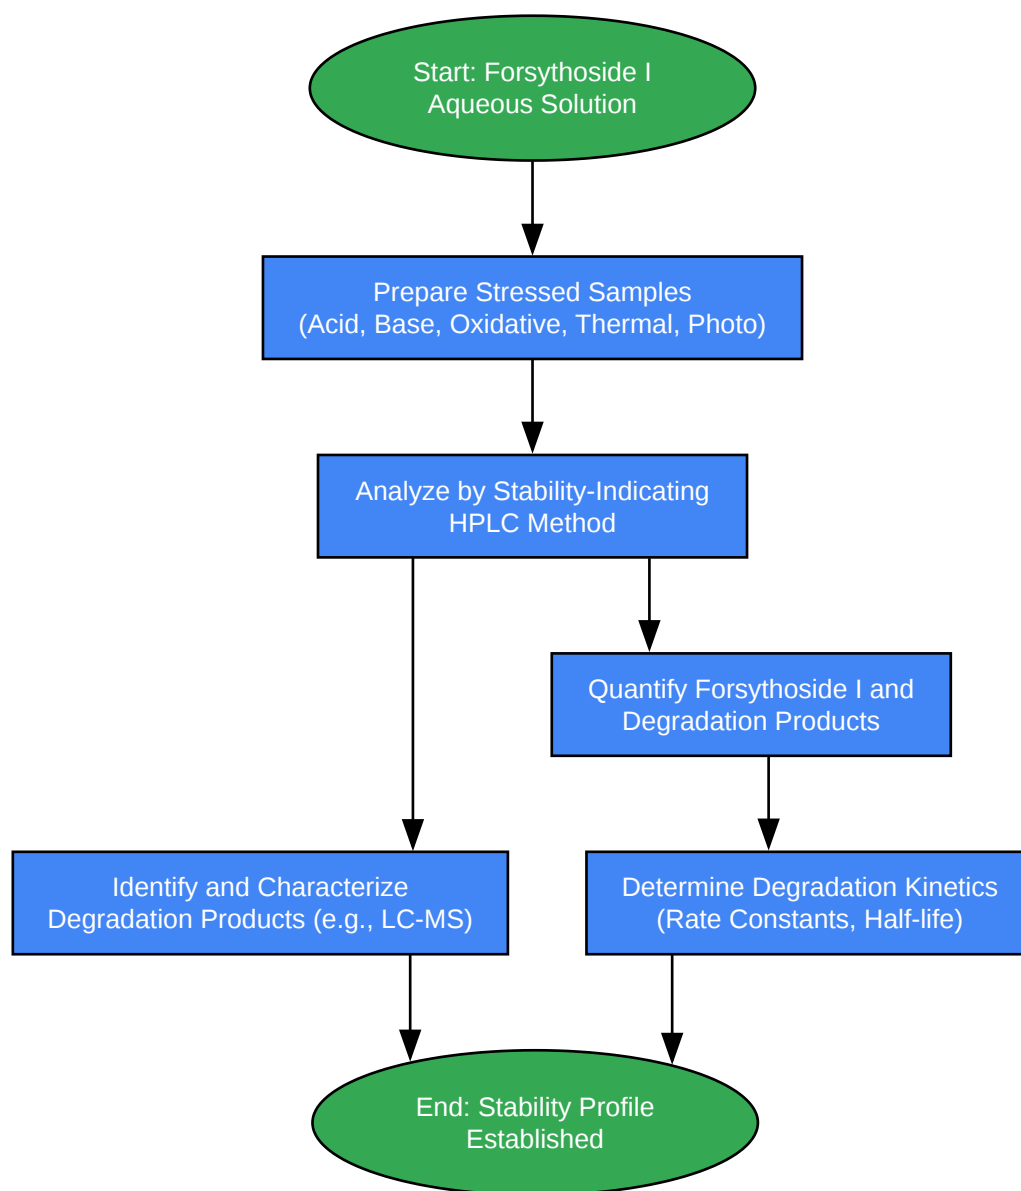 Start: Forsythoside I
Aqueous Solution
Prepare Stressed Samples
(Acid, Base, Oxidative, Thermal, Photo)
Analyze by Stability-Indicating
HPLC Method
Quantify Forsythoside I and
Degradation Products
Identify and Characterize
Degradation Products (e.g., LC-MS)
Determine Degradation Kinetics
(Rate Constants, Half-life)
End: Stability Profile
Established